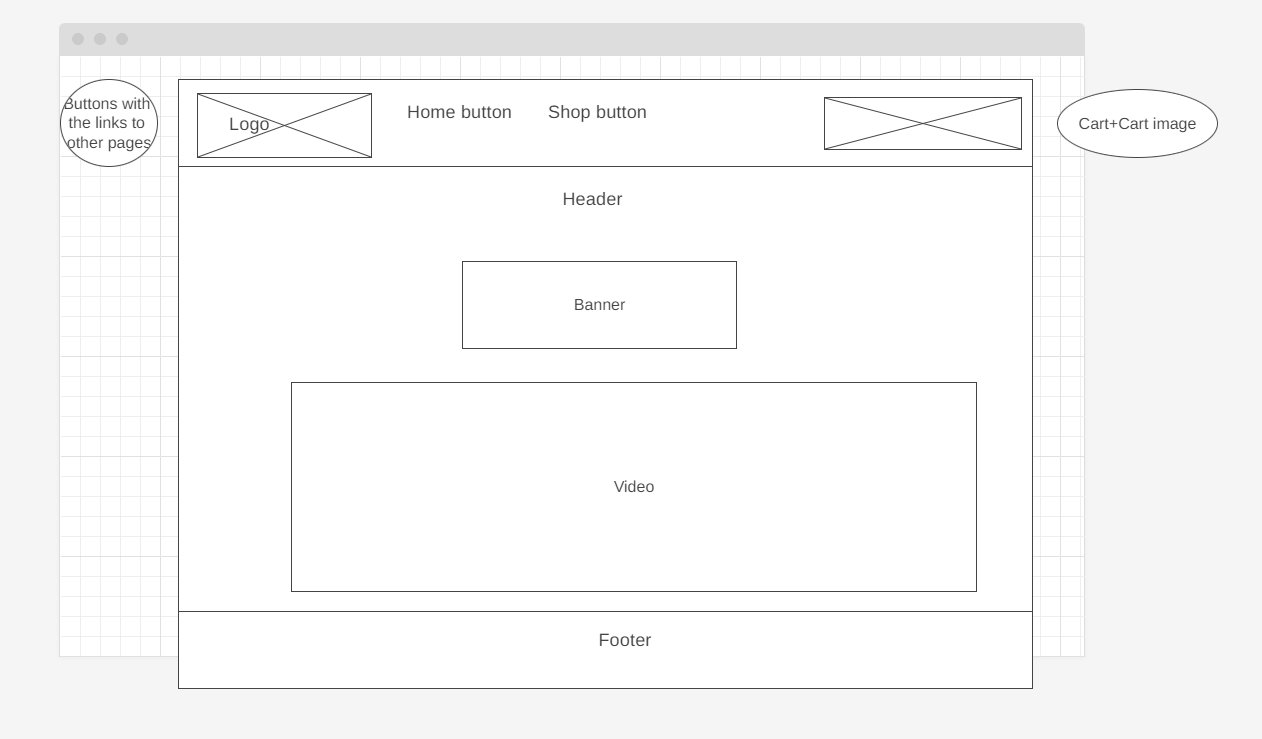 Buttons with
the links to
other pages
Logo
Home button
Shop button
Cart+Cart image
Header
Banner
Video
Footer